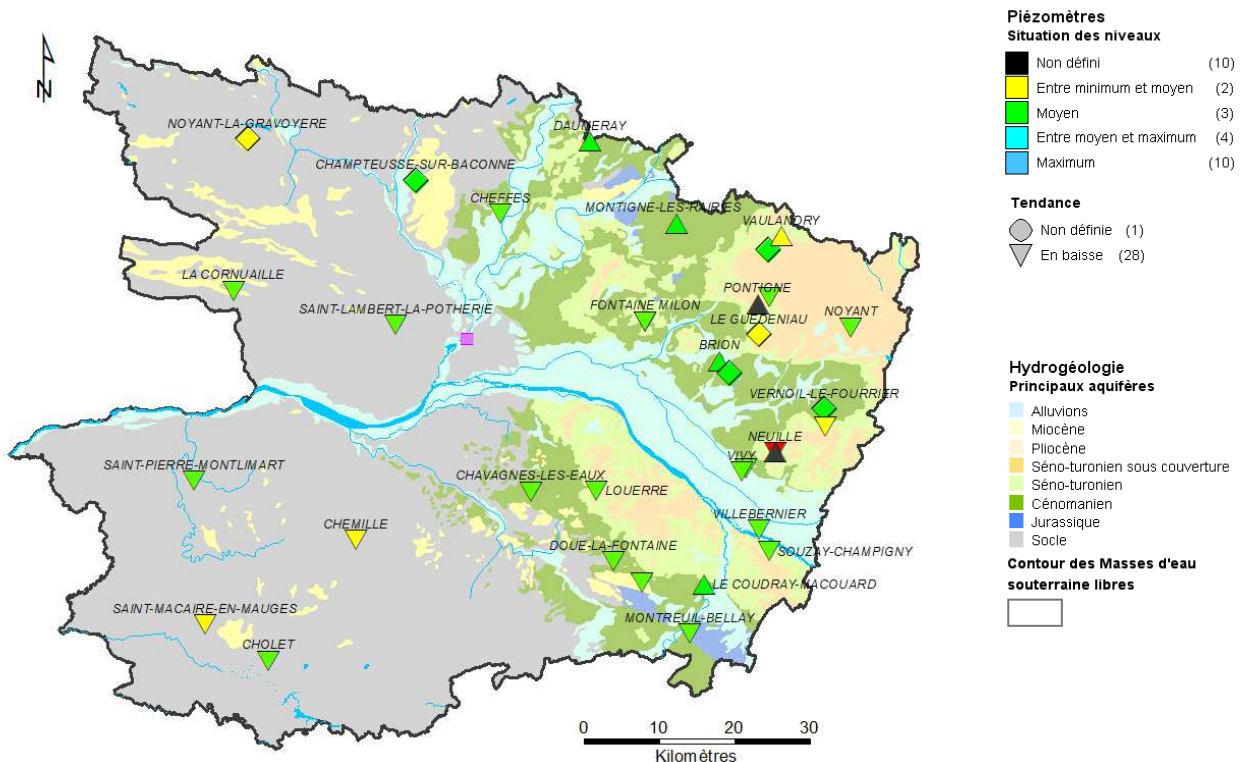 Piézomètres
Situation des niveaux
Non défini (10)
Entre minimum et moyen (2)
Moyen (3)
Entre moyen et maximum (4)
Maximum (10)
Tendance
Non définie (1)
En baisse (28)
Hydrogéologie
Principaux aquifères
Alluvions
Miocène
Pliocène
Séno-turonien sous couverture
Séno-turonien
Cénomanien
Jurassique
Socle
Contour des Masses d'eau
souterraine libres
N
NOYANT-LA-GRAVOYERE
DAUMERAY
CHAMPTEUSSE-SUR-BACONNE
CHEFFES
MONTIGNE-LES-RAIRIES
VAULANDRY
LA CORNUAILLE
PONTIGNE
SAINT-LAMBERT-LA-POTHERIE
FONTAINE MILON
LE GUEDENIAU
NOYANT
BRION
VERNOIL-LE-FOURRIER
NEUILLE
VIVY
SAINT-PIERRE-MONTLIMART
CHAVAGNES-LES-EAUX
LOUERRE
CHEMILLE
VILLEBERNIER
DOUE-LA-FONTAINE
SOUZAY-CHAMPIGNY
LE COUDRAY-MACOUARD
SAINT-MACAIRE-EN-MAUGES
MONTREUIL-BELLAY
CHOLET
0 10 20 30
Kilomètres